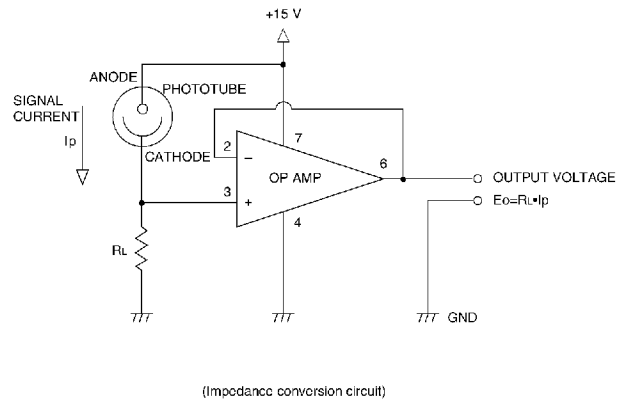 +15 V
ANODE
PHOTOTUBE
SIGNAL
CURRENT
Ip
CATHODE
2
7
6
−
OP AMP
OUTPUT VOLTAGE
3
+
Eo=RL•Ip
4
RL
GND
(Impedance conversion circuit)